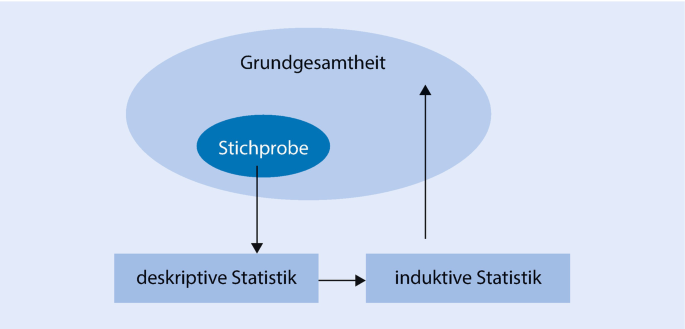 Grundgesamtheit
Stichprobe
deskriptive Statistik
induktive Statistik